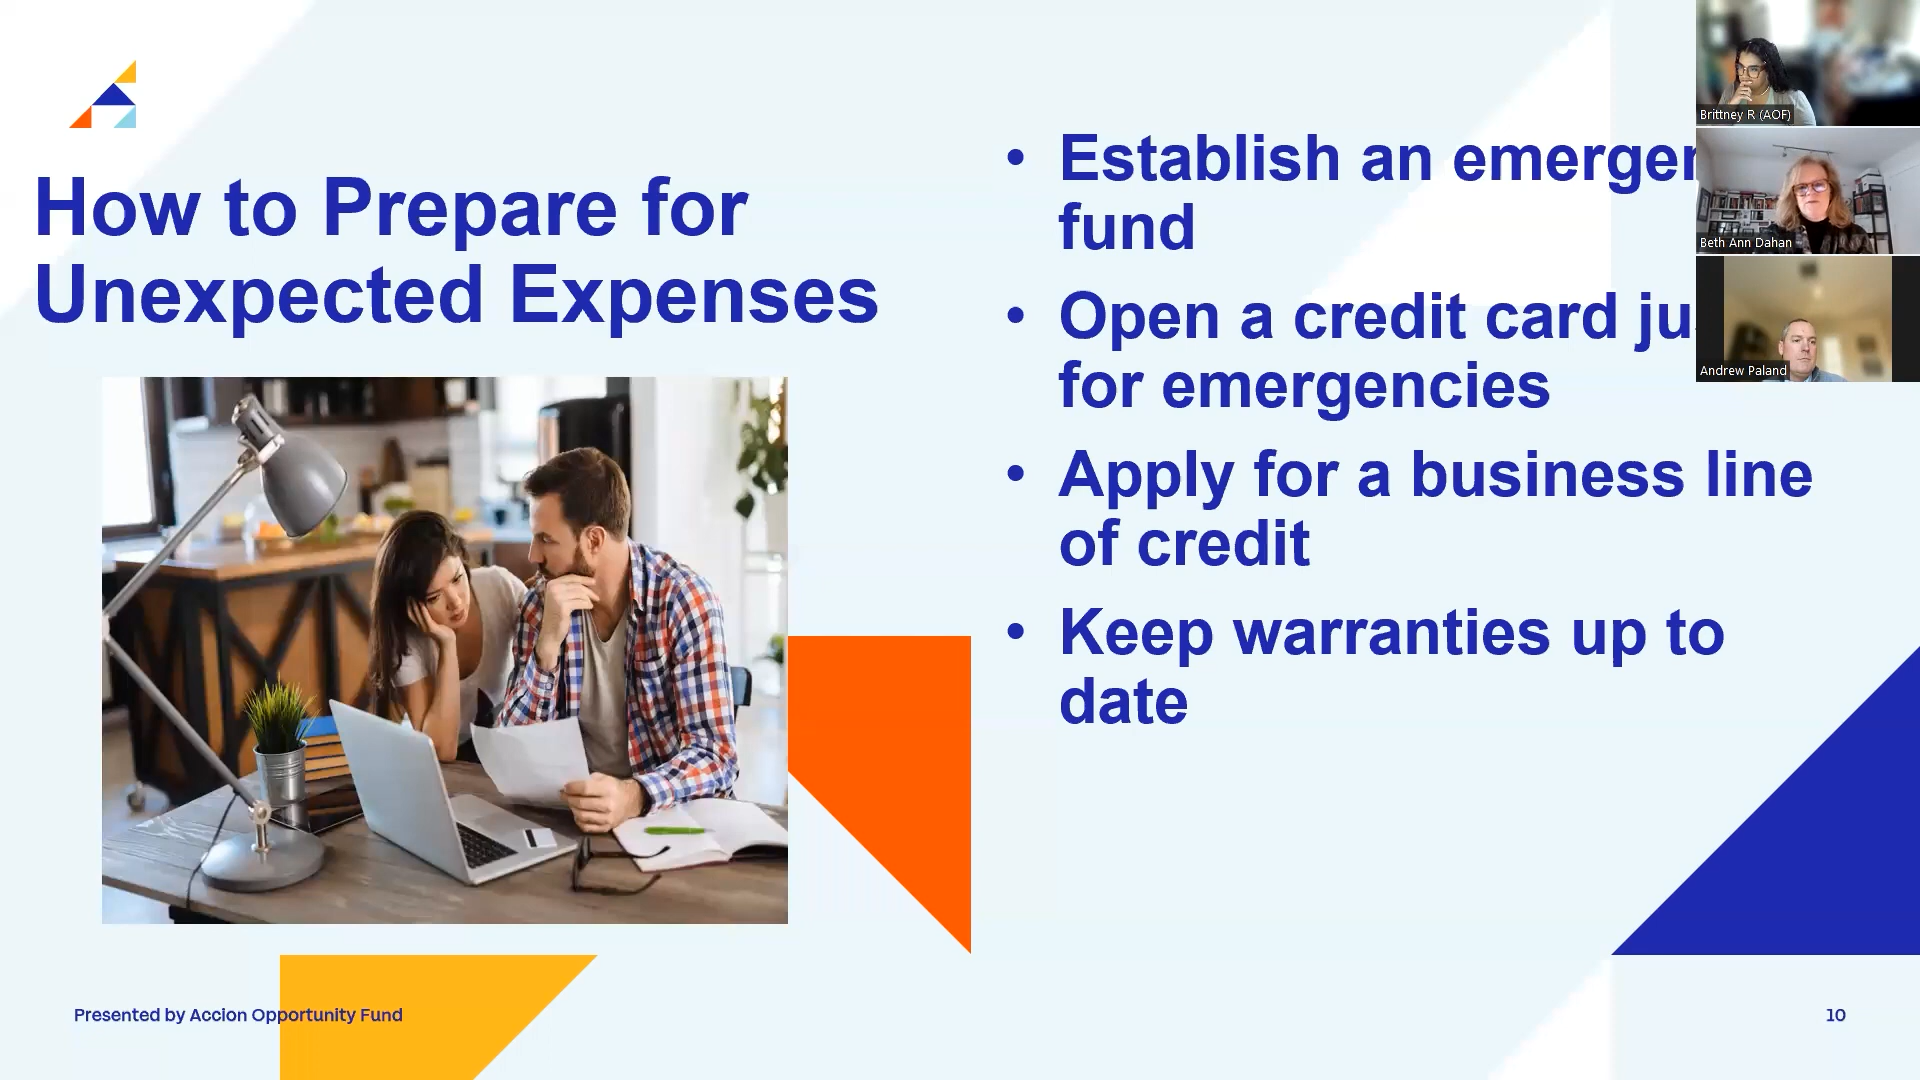 How to Prepare for
Unexpected Expenses
• Establish an emerger
fund
• Open a credit card ju
for emergencies
• Apply for a business line
of credit
• Keep warranties up to
date
Brittney R (AOF)
Beth Ann Dahan
Andrew Paland
Presented by Accion Opportunity Fund
10